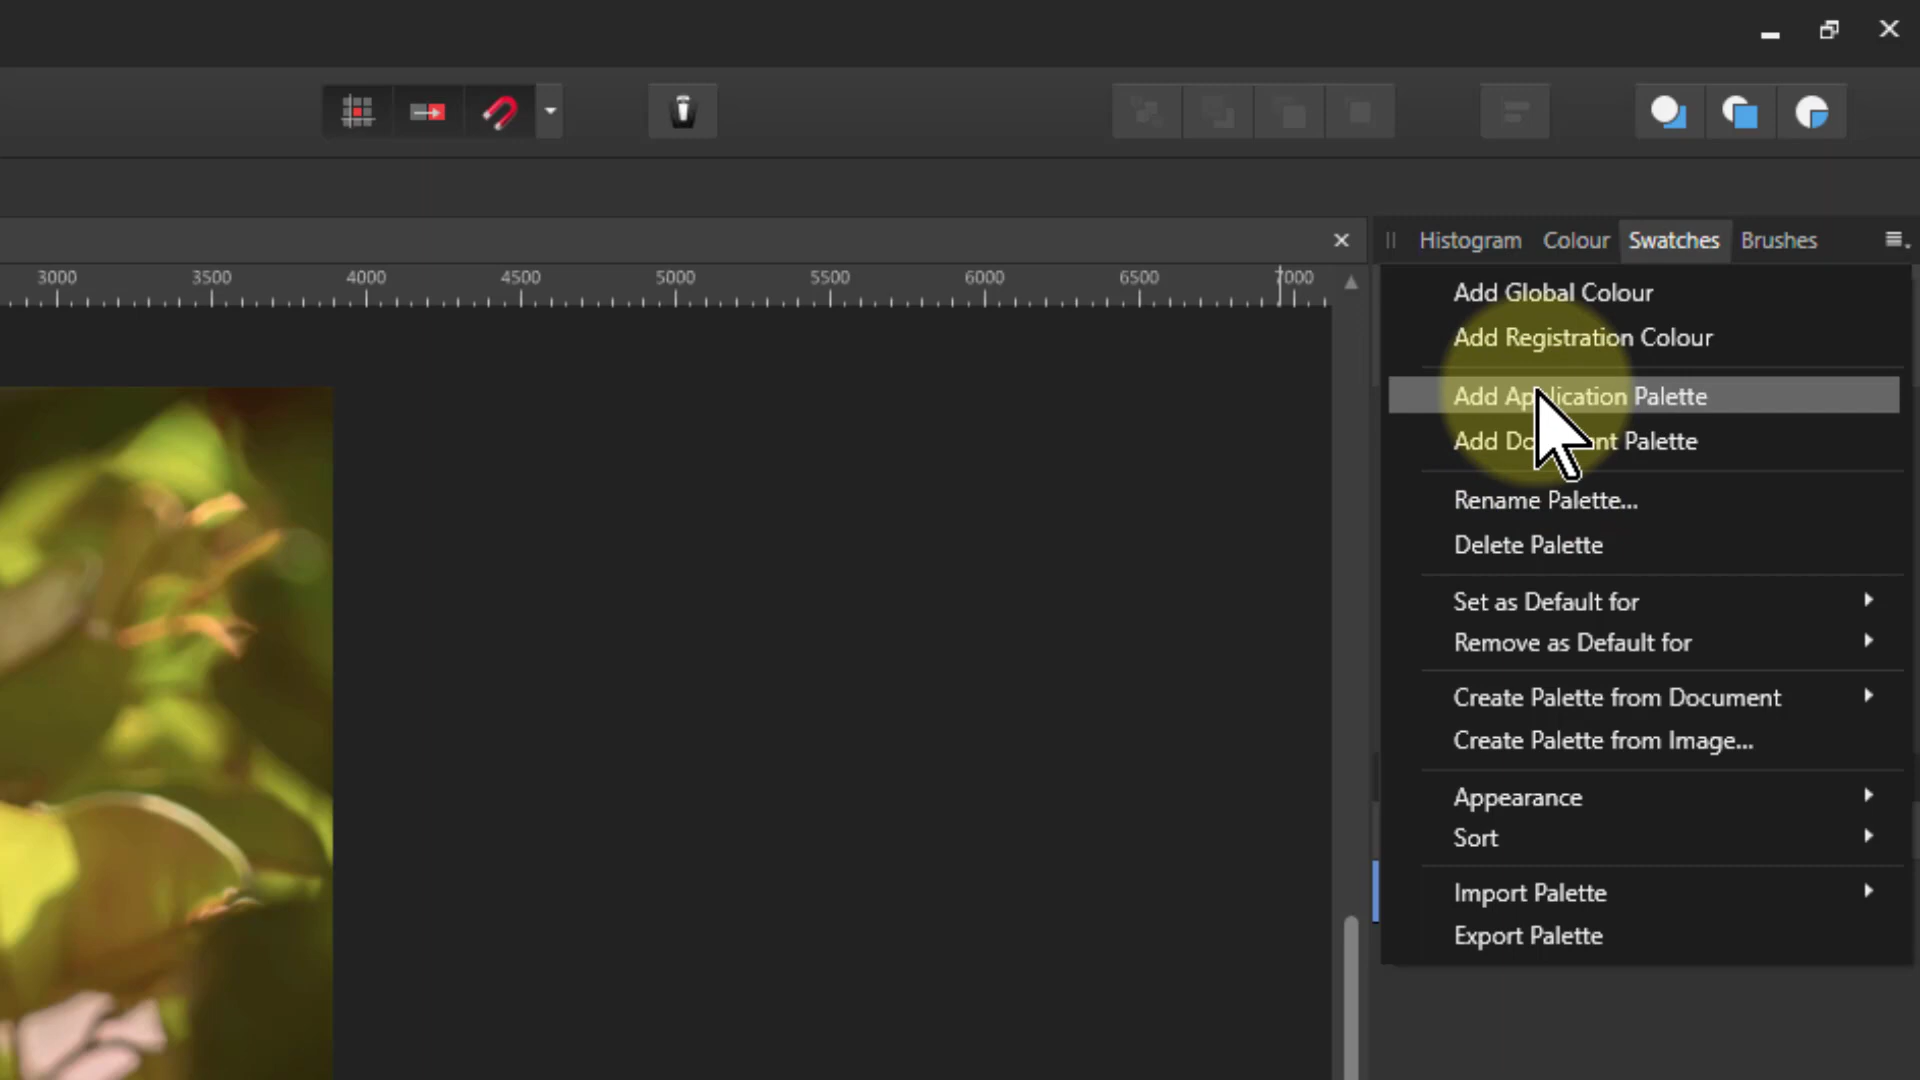 Histogram Colour Swatches Brushes
3000 3500 4000 4500 5000 5500 6000 6500 7000
Add Global Colour
Add Registration Colour
Add Application Palette
Add Document Palette
Rename Palette...
Delete Palette
Set as Default for
Remove as Default for
Create Palette from Document
Create Palette from Image...
Appearance
Sort
Import Palette
Export Palette